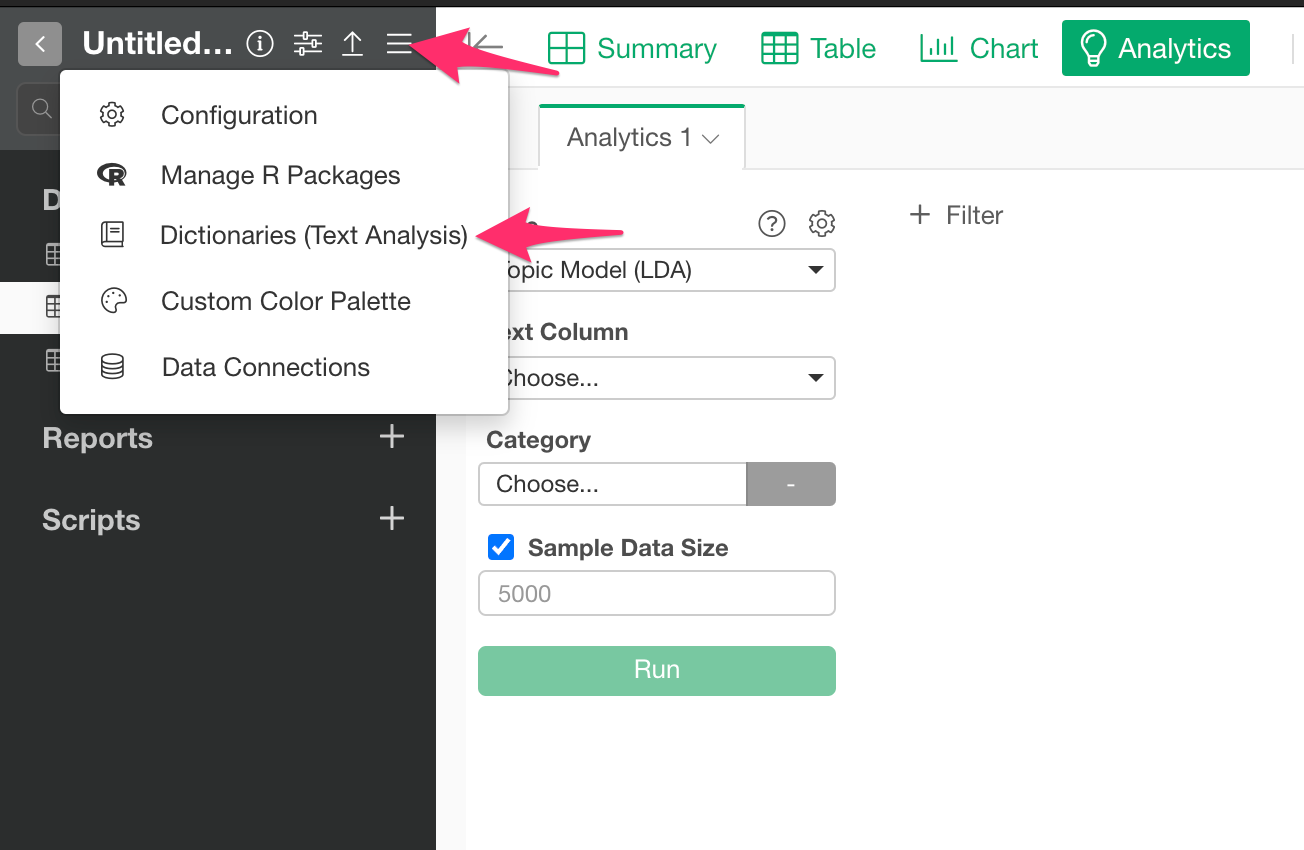 Untitled...
Summary
Table
Chart
Analytics
Configuration
Manage R Packages
Dictionaries (Text Analysis)
Custom Color Palette
Data Connections
Reports
Scripts
Analytics 1
Filter
opic Model (LDA)
ext Column
Choose...
Category
Choose...
-
Sample Data Size
5000
Run